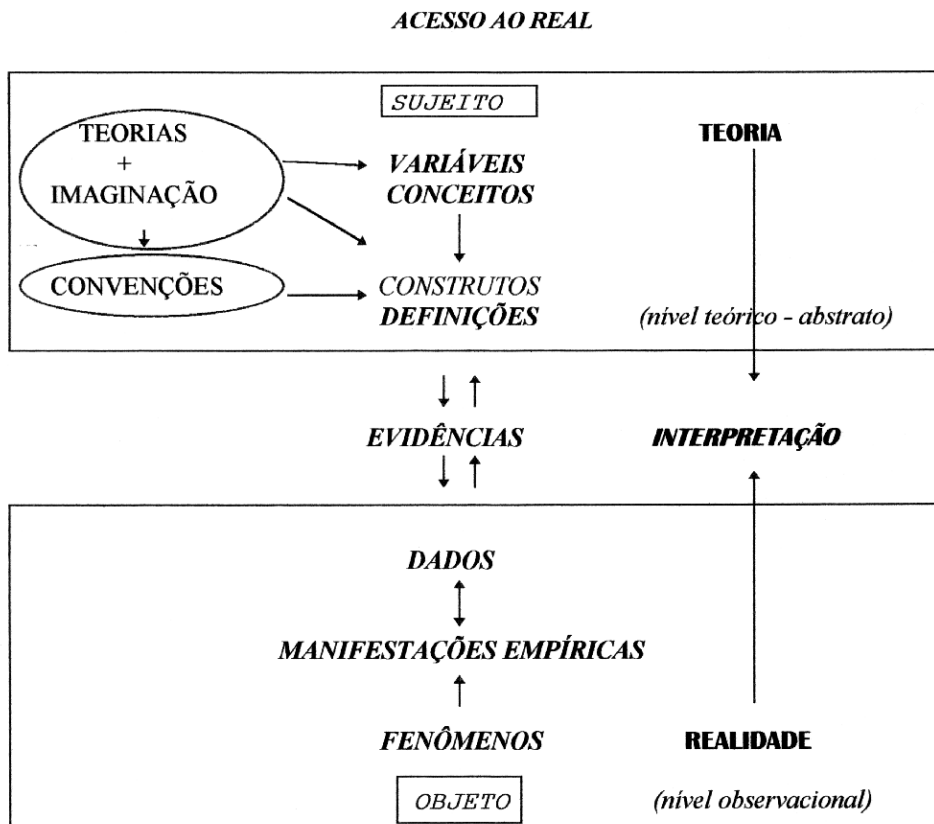 ACESSO AO REAL
SUJEITO
TEORIAS
+
IMAGINAÇÃO
CONVENÇÕES
VARIÁVEIS
CONCEITOS
CONSTRUTOS
DEFINIÇÕES
TEORIA
(nível teórico - abstrato)
EVIDÊNCIAS
INTERPRETAÇÃO
DADOS
MANIFESTAÇÕES EMPÍRICAS
FENÔMENOS
REALIDADE
OBJETO
(nível observacional)